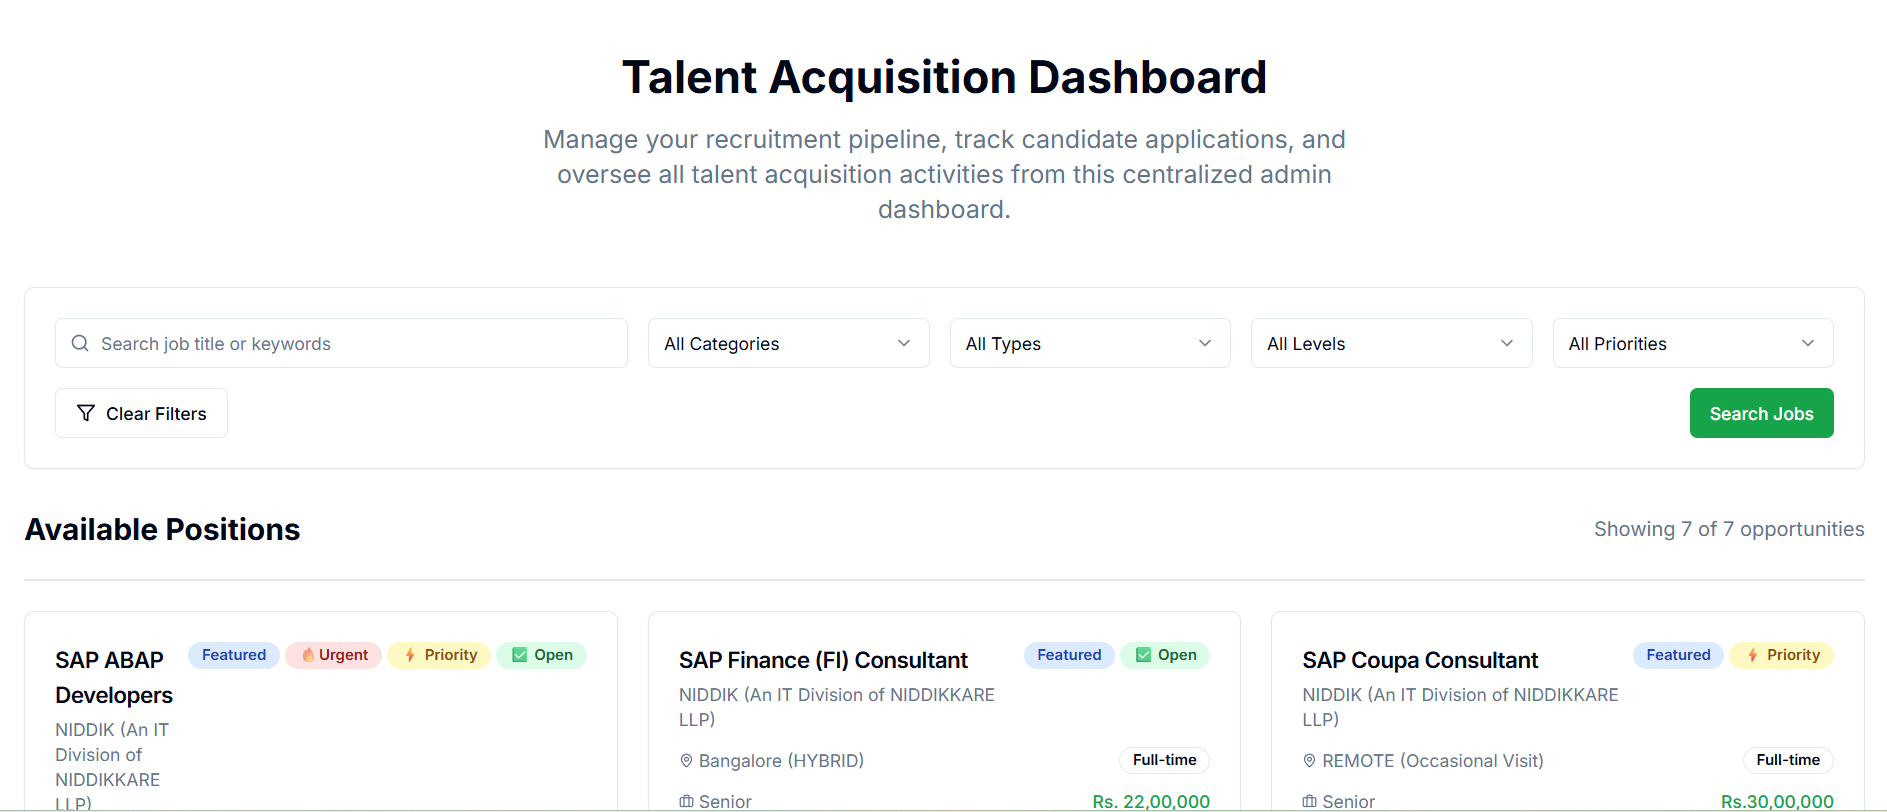 Talent Acquisition Dashboard
Manage your recruitment pipeline, track candidate applications, and
oversee all talent acquisition activities from this centralized admin
dashboard.
Search job title or keywords
All Categories
All Types
All Levels
All Priorities
Clear Filters
Search Jobs
Available Positions
Showing 7 of 7 opportunities
SAP ABAP
Developers
Featured
Urgent
Priority
Open
NIDDIK (An IT
Division of
NIDDIKKARE
LLP)
SAP Finance (FI) Consultant
Featured
Open
NIDDIK (An IT Division of NIDDIKKARE
LLP)
Bangalore (HYBRID)
Full-time
Senior
Rs. 22,00,000
SAP Coupa Consultant
Featured
Priority
NIDDIK (An IT Division of NIDDIKKARE
LLP)
REMOTE (Occasional Visit)
Full-time
Senior
Rs.30,00,000